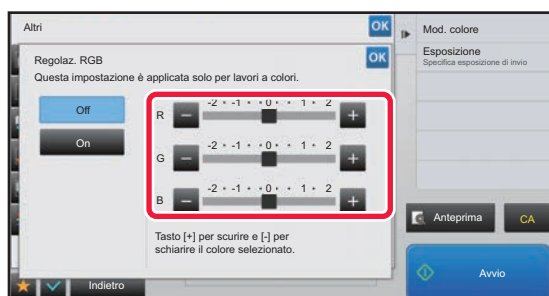 Altri
OK
Regolaz. RGB
OK
Questa impostazione è applicata solo per lavori a colori.
Off
On
R
-2 • -1 • • 0 • • 1 • 2
G
-2 • -1 • • 0 • • 1 • 2
B
-2 • -1 • • 0 • • 1 • 2
Tasto [+] per scurire e [-] per
schiarire il colore selezionato.
Indietro
Mod. colore
Esposizione
Specifica esposizione di invio
Anteprima
CA
Avvio